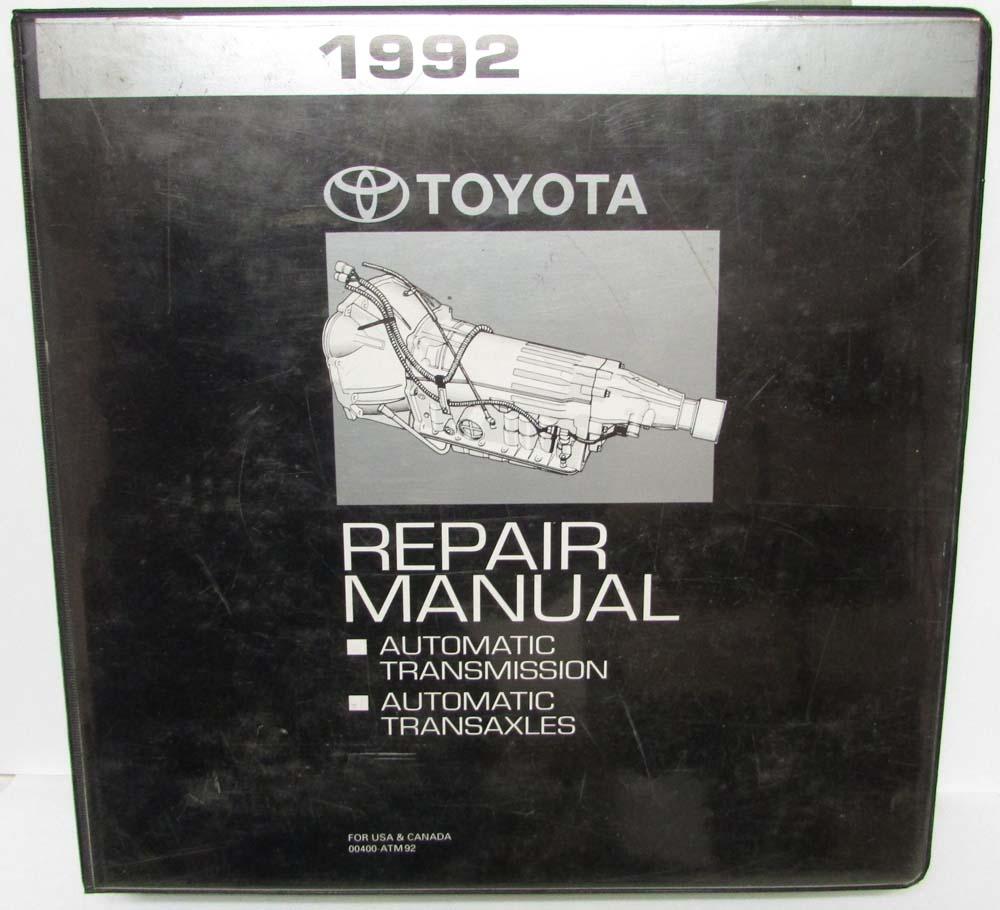 1992
TOYOTA
REPAIR
MANUAL
AUTOMATIC
TRANSMISSION
AUTOMATIC
TRANSAXLES
FOR USA & CANADA
00400-ATM92